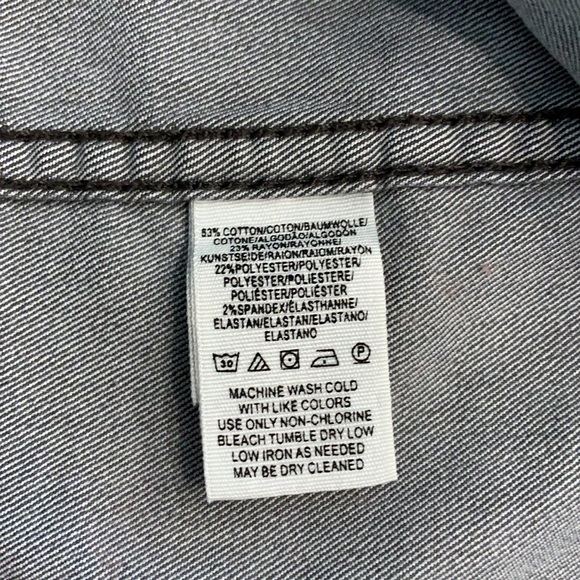 53% COTTON/COTON/BAUMWOLLE/
COTONE/ALGODÃO/ALGODÓN
23% RAYON/RAYONNE/
KUNSTSEIDE/RAION/RAIOM/RAYÓN
22%POLYESTER/POLYESTER/
POLYESTER/POLIESTERE/
POLIÉSTER/POLIÉSTER
2%SPANDEX/ÉLASTHANNE/
ELASTAN/ELASTAN/ELASTANO/
ELASTANO
30 P
MACHINE WASH COLD
WITH LIKE COLORS
USE ONLY NON-CHLORINE
BLEACH TUMBLE DRY LOW
LOW IRON AS NEEDED
MAY BE DRY CLEANED